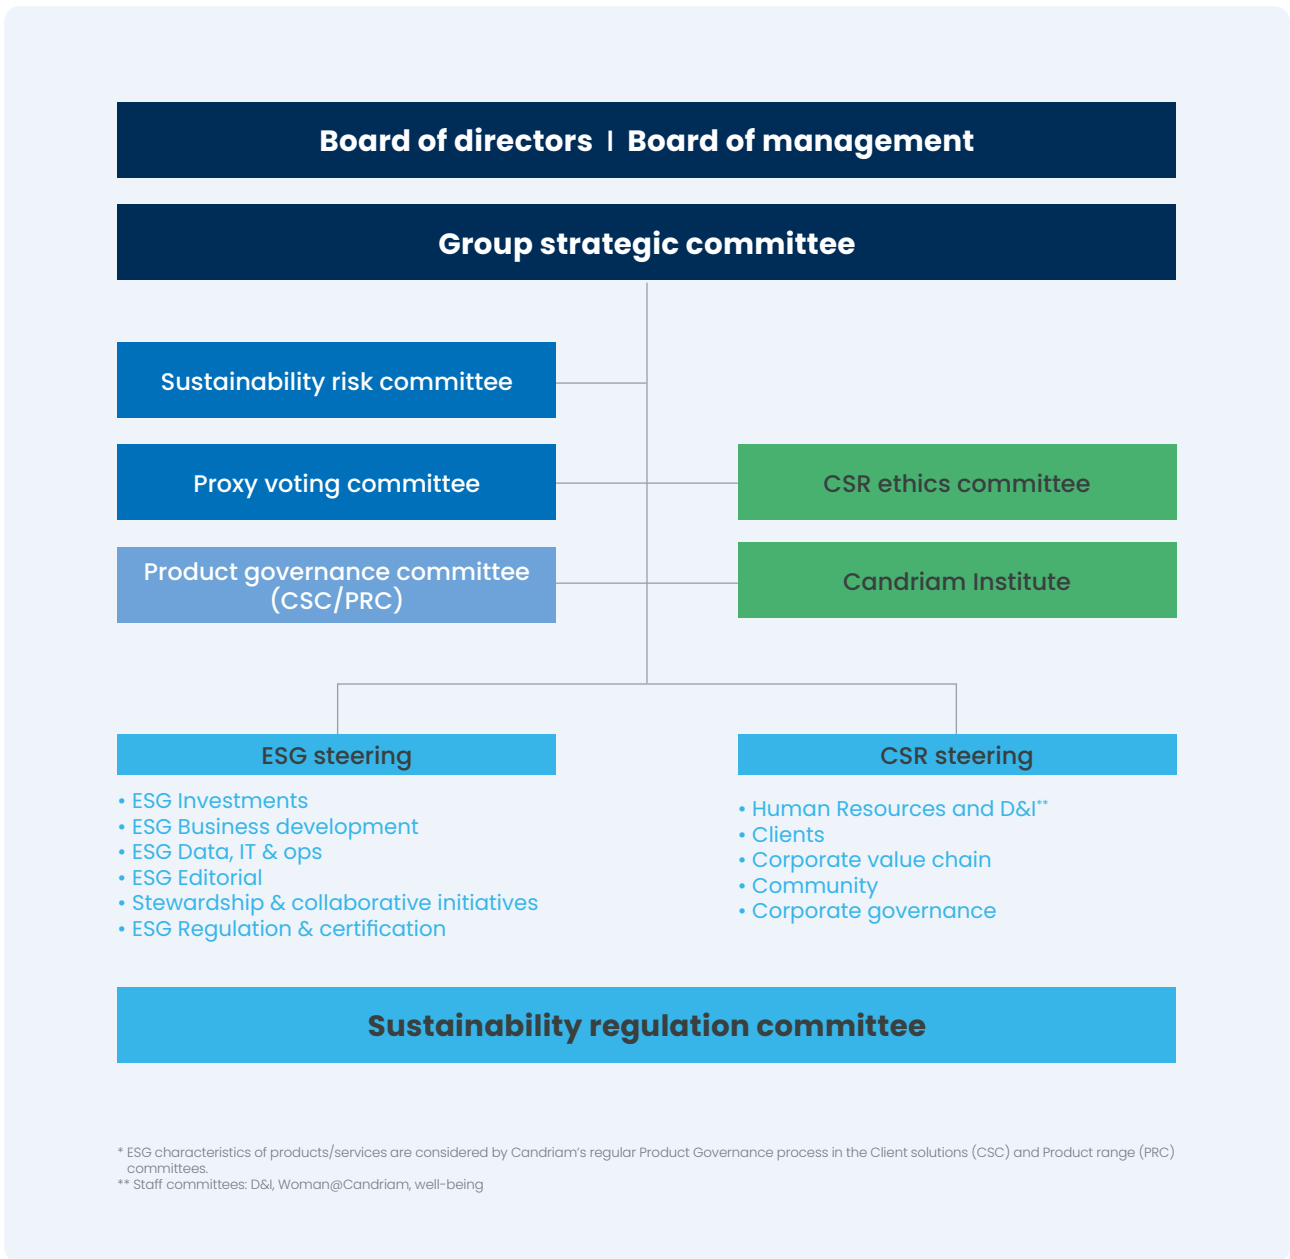 Board of directors | Board of management
Group strategic committee
Sustainability risk committee
Proxy voting committee
CSR ethics committee
Product governance committee
(CSC/PRC)
Candriam Institute
ESG steering
• ESG Investments
• ESG Business development
• ESG Data, IT & ops
• ESG Editorial
• Stewardship & collaborative initiatives
• ESG Regulation & certification
CSR steering
• Human Resources and D&I**
• Clients
• Corporate value chain
• Community
• Corporate governance
Sustainability regulation committee
* ESG characteristics of products/services are considered by Candriam’s regular Product Governance process in the Client solutions (CSC) and Product range (PRC)
committees.
** Staff committees: D&I, Woman@Candriam, well-being